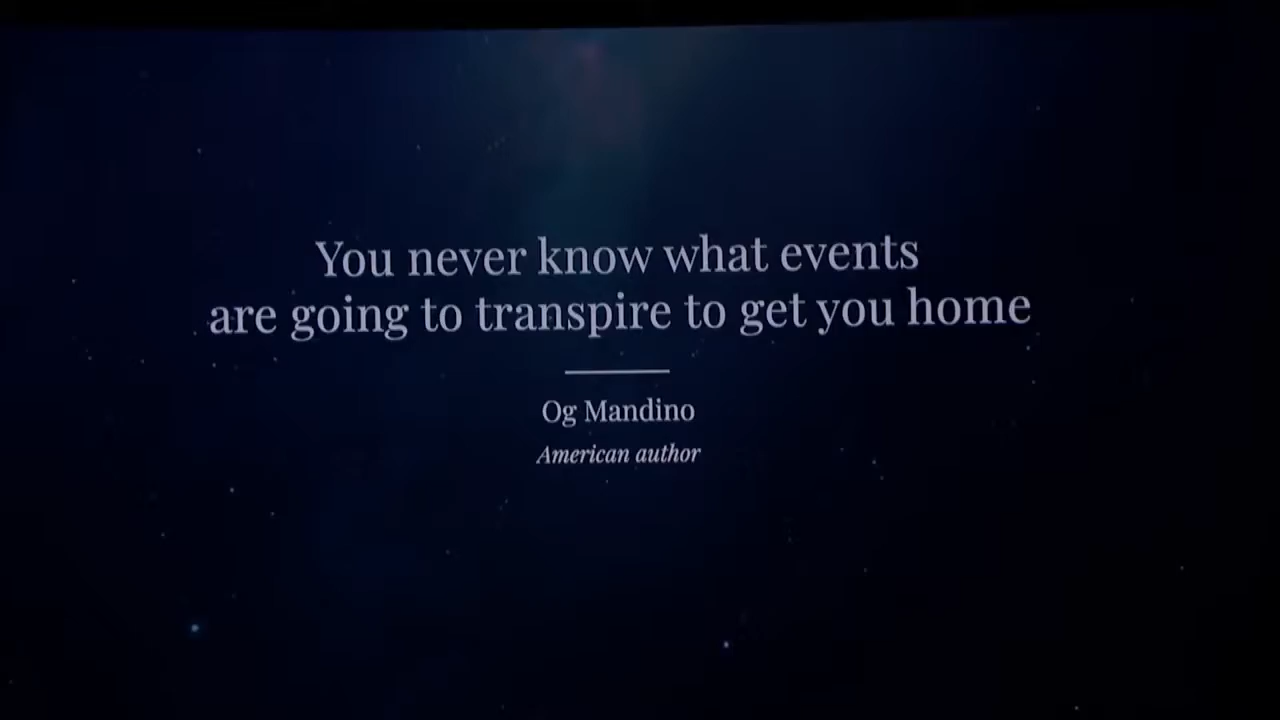 You never know what events
are going to transpire to get you home
Og Mandino
American author